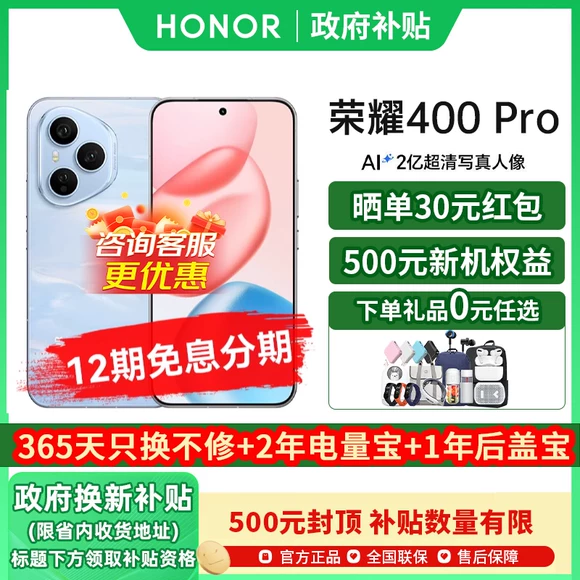 HONOR 政府补贴
荣耀400 Pro
AI 2亿超清写真人像
晒单30元红包
500元新机权益
下单礼品0元任选
咨询客服
更优惠
12期免息分期
365天只换不修+2年电量宝+1年后盖宝
政府换新补贴
(限省内收货地址)
标题下方领取补贴资格
500元封顶 补贴数量有限
官方正品 全国联保 售后保障